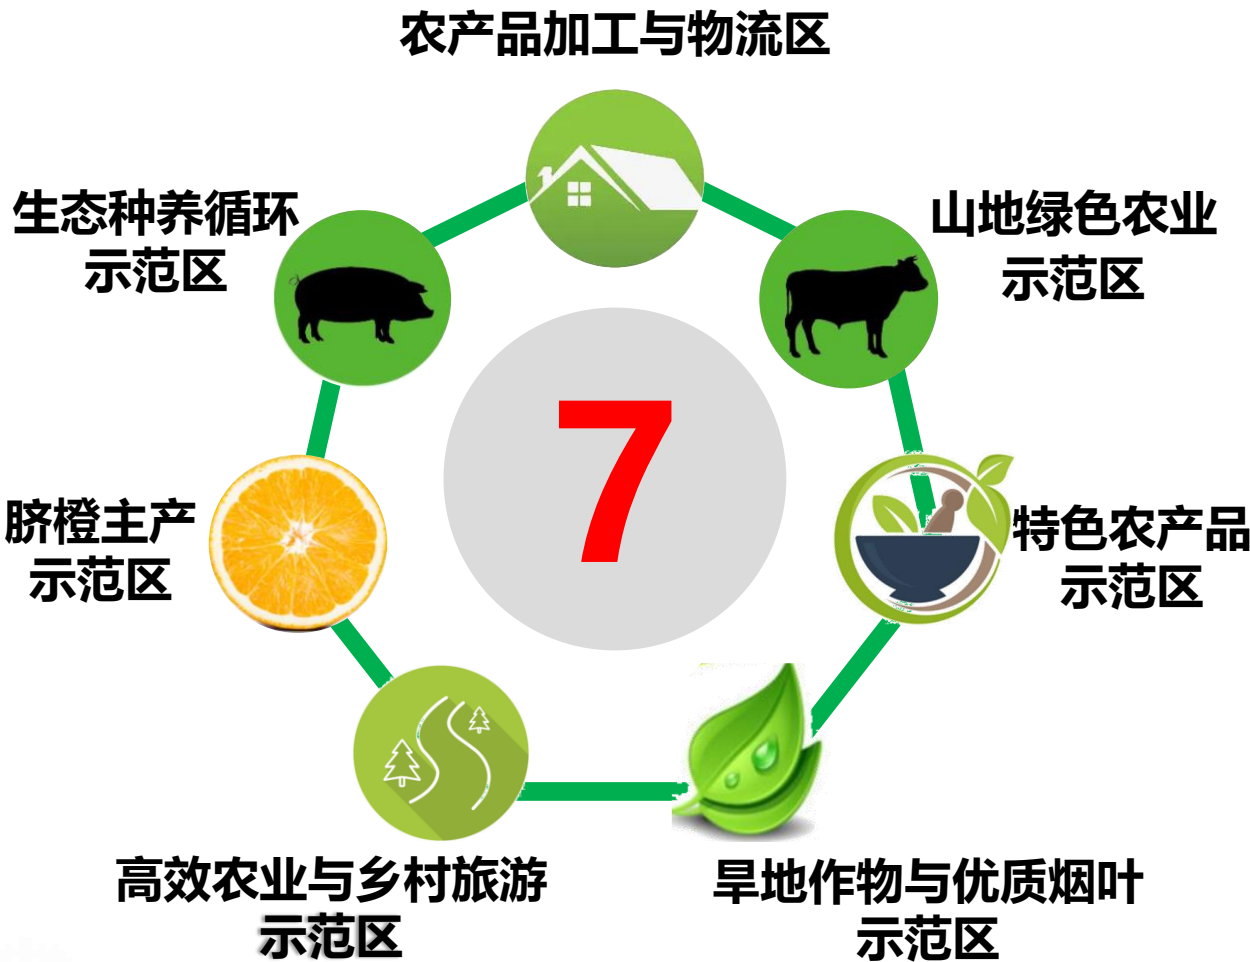 农产品加工与物流区
生态种养循环
示范区
山地绿色农业
示范区
7
脐橙主产
示范区
特色农产品
示范区
高效农业与乡村旅游
示范区
旱地作物与优质烟叶
示范区